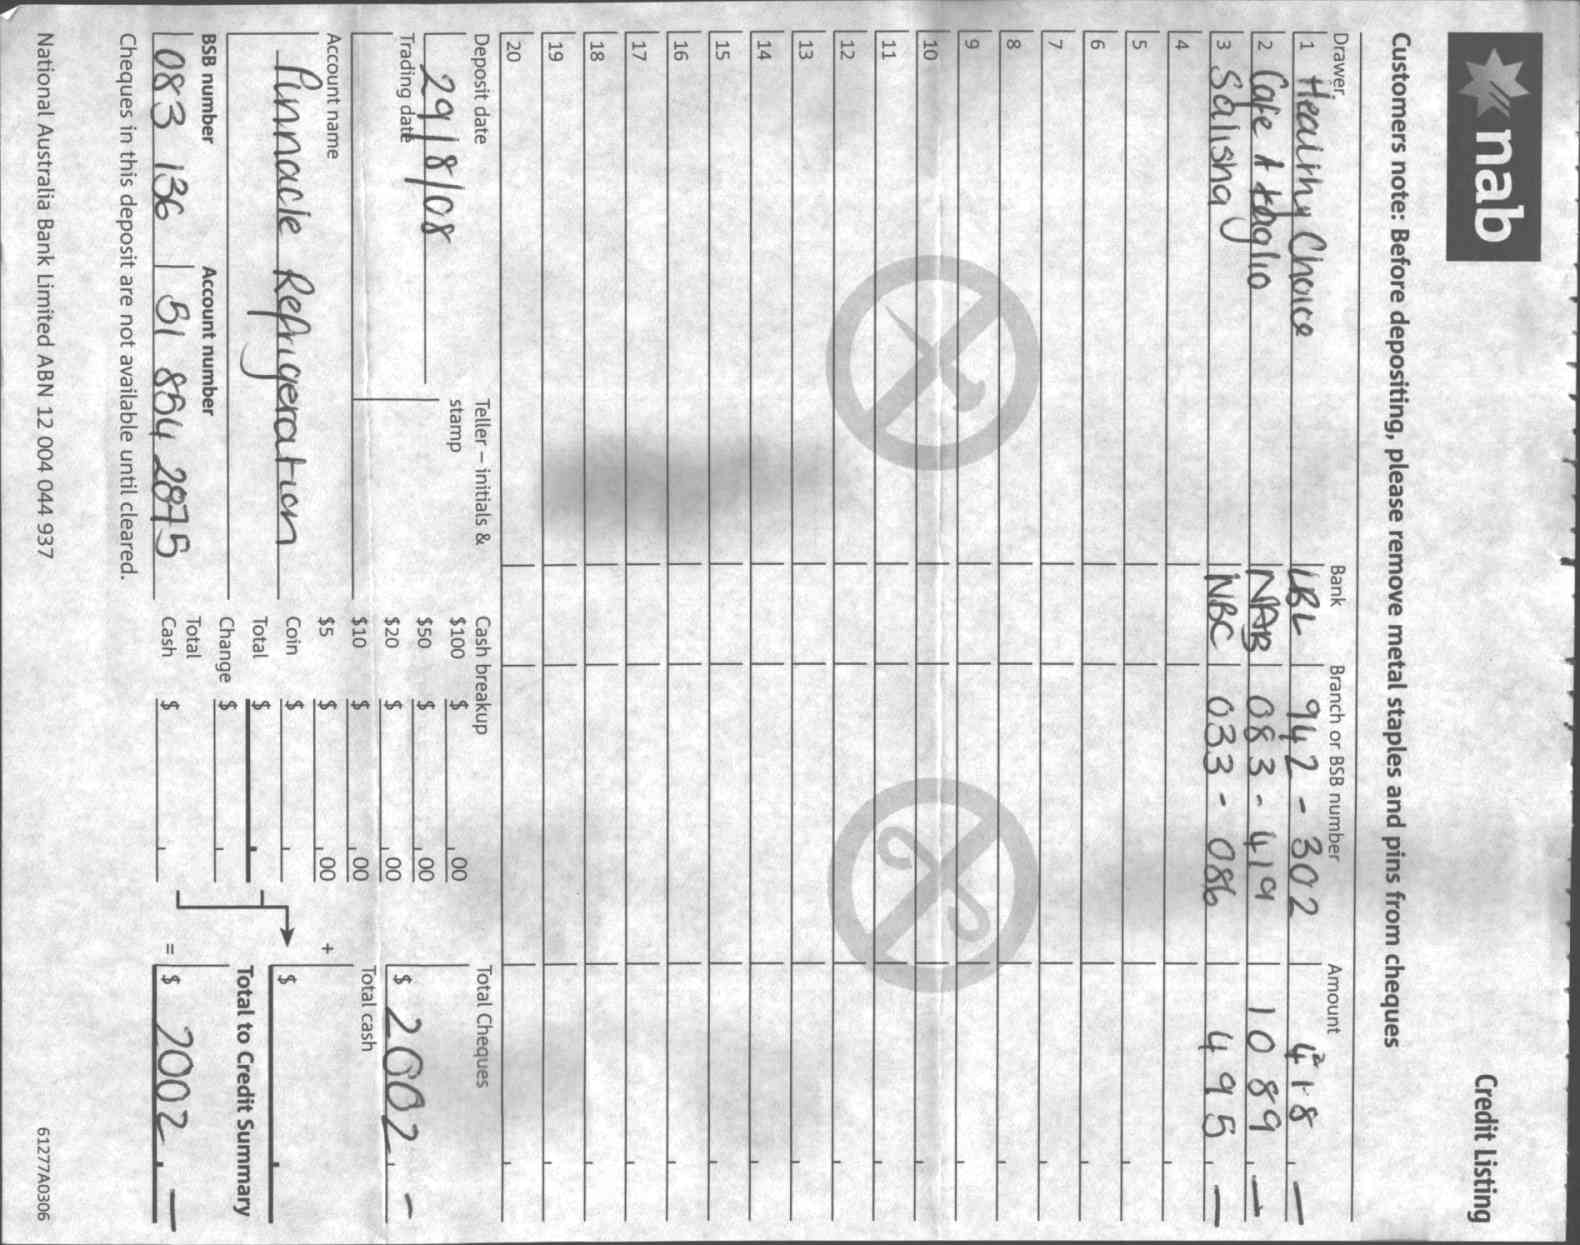 nab
Credit Listing
Customers note: Before depositing, please remove metal staples and pins from cheques
Drawer Bank Branch or BSB number Amount
1 Healthy Choice LBL 942 - 302 418 . —
2 Cafe A NAB 083 - 419 1089 . —
3 Salisha NBC 033 - 086 495 . —
4
5
6
7
8
9
10
11
12
13
14
15
16
17
18
19
20
Deposit date Teller – initials & stamp Cash breakup Total Cheques
29/8/08 $100 $ .00 $ 2002 . –
Trading date $50 $ .00
$20 $ .00 Total cash
$10 $ .00
Account name $5 $ .00 +
Pinnacle Refrigeration Coin $ $
Total $ Total to Credit Summary
Change $
BSB number Account number
083 136 51 854 2875 Total Cash $ = $ 2002 . —
Cheques in this deposit are not available until cleared.
National Australia Bank Limited ABN 12 004 044 937 61277A0306